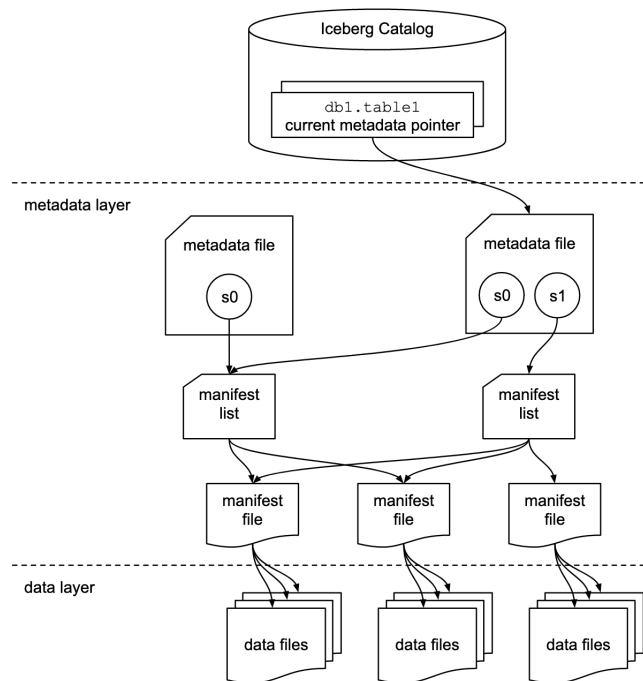 Iceberg Catalog
db1.table1
current metadata pointer
metadata layer
metadata file
metadata file
s0
s0
s1
manifest
list
manifest
list
manifest
file
manifest
file
manifest
file
data layer
data files
data files
data files